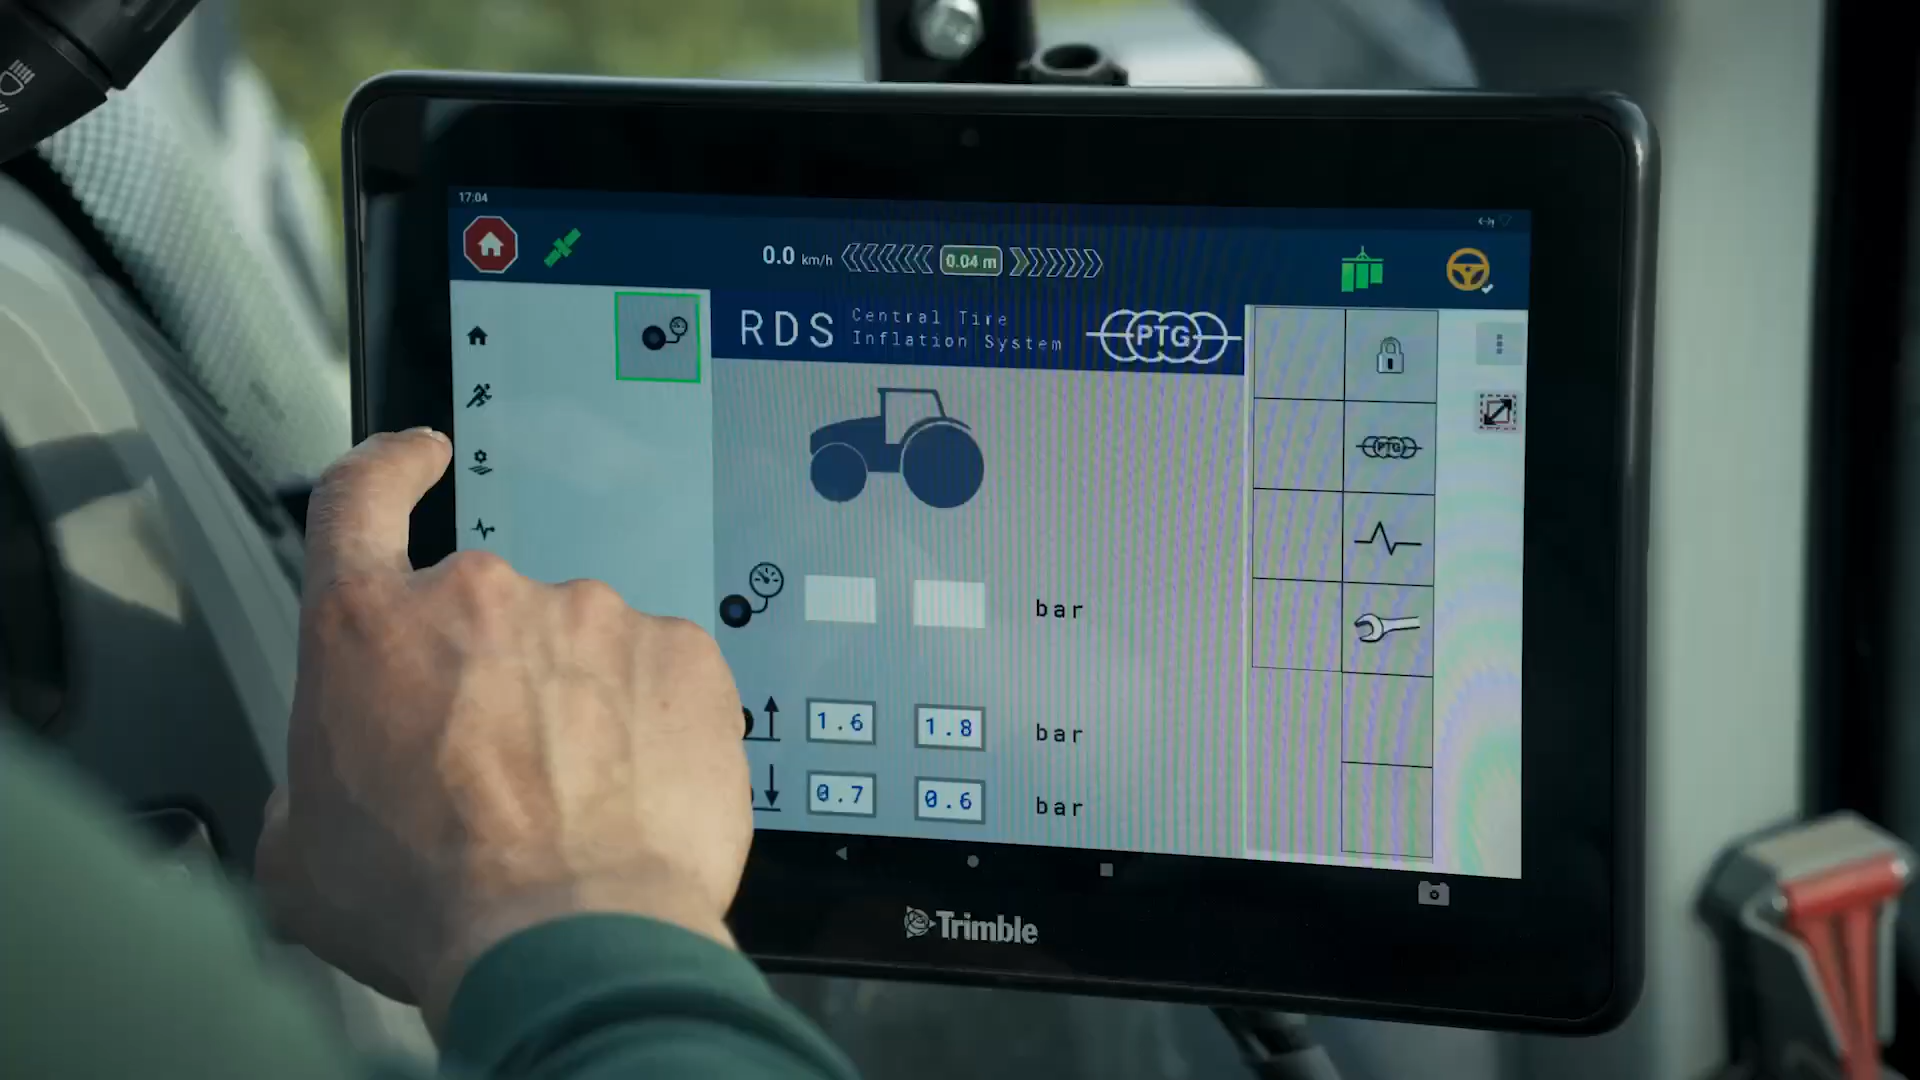 17:04
0.0 km/h
0.04 m
RDS
Central Tire
Inflation System
PTG
PTG
bar
1.6 1.8 bar
0.7 0.6 bar
Trimble